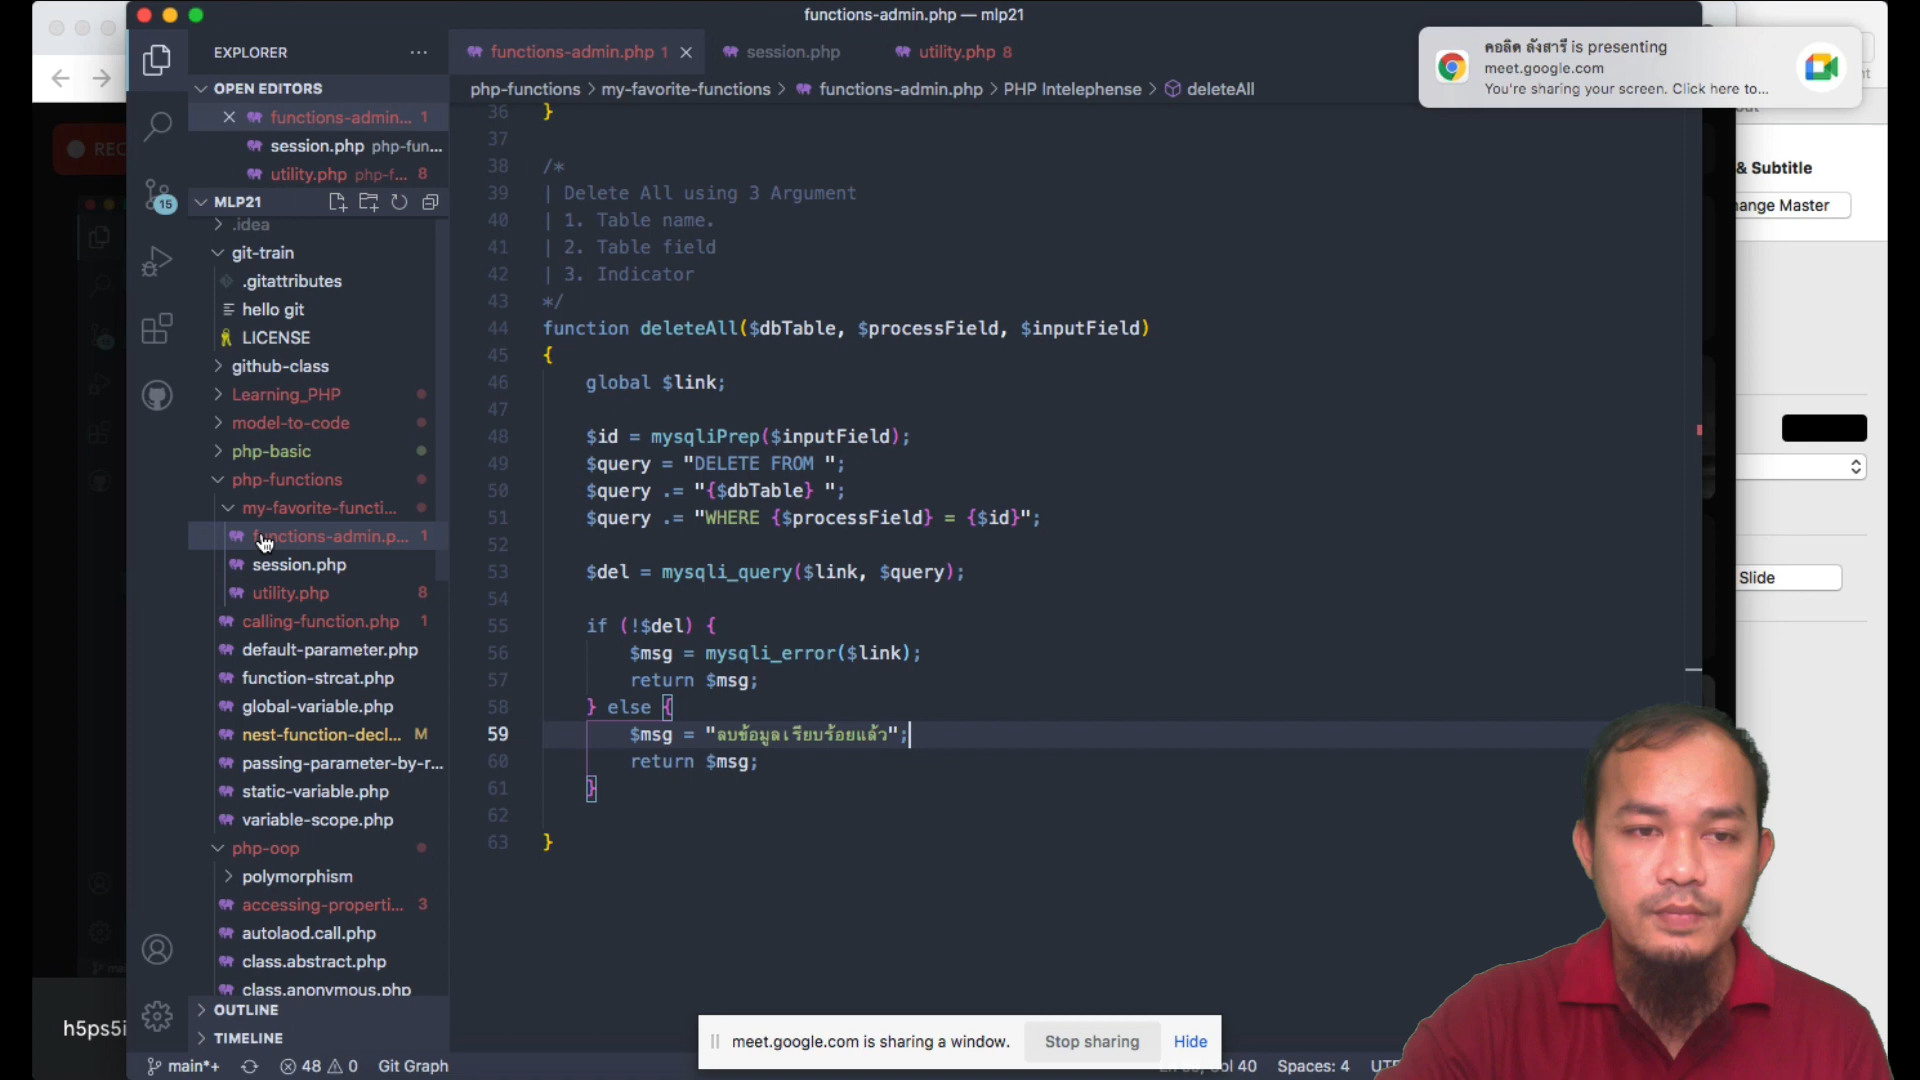 functions-admin.php — mlp21
EXPLORER
···
functions-admin.php 1
session.php
utility.php 8
คอลิด ลังสารี is presenting
meet.google.com
You're sharing your screen. Click here to...
OPEN EDITORS
php-functions > my-favorite-functions > functions-admin.php > PHP Intelephense > deleteAll
functions-admin... 1
session.php php-fun...
utility.php php-f... 8
MLP21
.idea
git-train
.gitattributes
hello git
LICENSE
github-class
Learning_PHP
model-to-code
php-basic
php-functions
my-favorite-functi...
functions-admin.p... 1
session.php
utility.php 8
calling-function.php 1
default-parameter.php
function-strcat.php
global-variable.php
nest-function-decl... M
passing-parameter-by-r...
static-variable.php
variable-scope.php
php-oop
polymorphism
accessing-properti... 3
autolaod.call.php
class.abstract.php
class.anonymous.php
OUTLINE
TIMELINE
15
36 }
37
38 /*
39 | Delete All using 3 Argument
40 | 1. Table name.
41 | 2. Table field
42 | 3. Indicator
43 */
44 function deleteAll($dbTable, $processField, $inputField)
45 {
46 global $link;
47
48 $id = mysqliPrep($inputField);
49 $query = "DELETE FROM ";
50 $query .= "{$dbTable} ";
51 $query .= "WHERE {$processField} = {$id}";
52
53 $del = mysqli_query($link, $query);
54
55 if (!$del) {
56 $msg = mysqli_error($link);
57 return $msg;
58 } else {
59 $msg = "ลบข้อมูลเรียบร้อยแล้ว";
60 return $msg;
61 }
62
63 }
& Subtitle
ange Master
Slide
REC
h5ps5i
meet.google.com is sharing a window.
Stop sharing
Hide
main*+
48
0
Git Graph
40
Spaces: 4